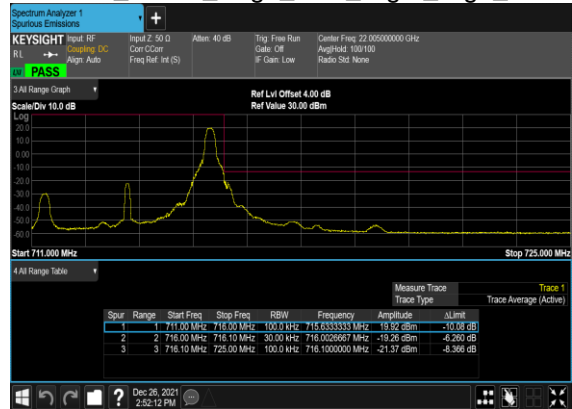 Spectrum Analyzer 1
Spurious Emissions
+
KEYSIGHT Input: RF Input Z: 50 Ω Atten: 40 dB Trig: Free Run Center Freq: 22.005000000 GHz
RL Coupling: DC Corr CCorr Gate: Off Avg|Hold: 100/100
Align: Auto Freq Ref: Int (S) IF Gain: Low Radio Std: None
PASS
3 All Range Graph
Ref Lvl Offset 4.00 dB
Scale/Div 10.0 dB Ref Value 30.00 dBm
Log
20.0
10.0
0.00
-10.0
-20.0
-30.0
-40.0
-50.0
-60.0
Start 711.000 MHz Stop 725.000 MHz
4 All Range Table
Measure Trace Trace 1
Trace Type Trace Average (Active)
Spur Range Start Freq Stop Freq RBW Frequency Amplitude ΔLimit
1 1 711.00 MHz 716.00 MHz 100.0 kHz 715.6333333 MHz 19.92 dBm -10.08 dB
2 2 716.00 MHz 716.10 MHz 30.00 kHz 716.0026667 MHz -19.26 dBm -6.260 dB
3 3 716.10 MHz 725.00 MHz 100.0 kHz 716.1000000 MHz -21.37 dBm -8.366 dB
? Dec 26, 2021
2:52:12 PM